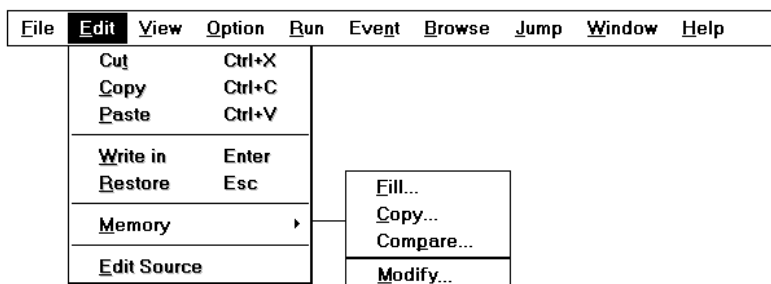 File Edit View Option Run Event Browse Jump Window Help
Cut Ctrl+X
Copy Ctrl+C
Paste Ctrl+V
Write in Enter
Restore Esc
Memory
Edit Source
Fill...
Copy...
Compare...
Modify...